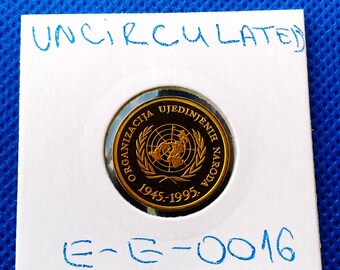 UNCIRCULATED
ORGANIZACIJA UJEDINJENIH NARODA
1945.-1995.
E-E-0016